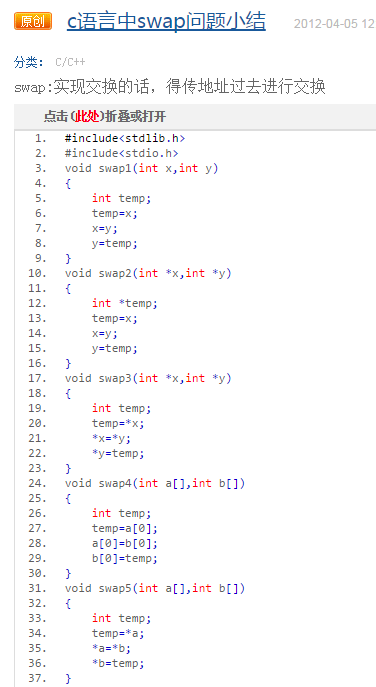 原创 c语言中swap问题小结 2012-04-05 12
分类： C/C++
swap:实现交换的话，得传地址过去进行交换
点击(此处)折叠或打开
1. #include<stdlib.h>
2. #include<stdio.h>
3. void swap1(int x,int y)
4. {
5. int temp;
6. temp=x;
7. x=y;
8. y=temp;
9. }
10. void swap2(int *x,int *y)
11. {
12. int *temp;
13. temp=x;
14. x=y;
15. y=temp;
16. }
17. void swap3(int *x,int *y)
18. {
19. int temp;
20. temp=*x;
21. *x=*y;
22. *y=temp;
23. }
24. void swap4(int a[],int b[])
25. {
26. int temp;
27. temp=a[0];
28. a[0]=b[0];
29. b[0]=temp;
30. }
31. void swap5(int a[],int b[])
32. {
33. int temp;
34. temp=*a;
35. *a=*b;
36. *b=temp;
37. }